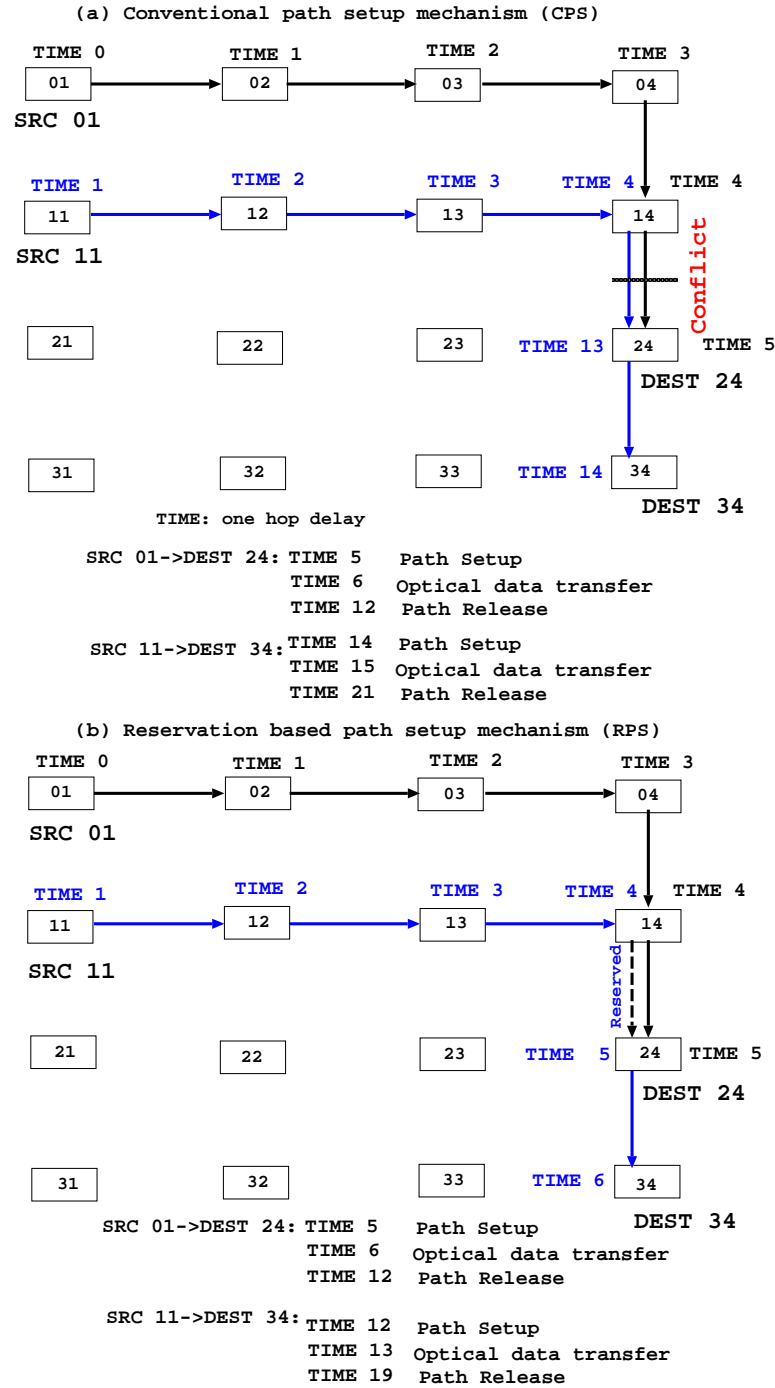 (a) Conventional path setup mechanism (CPS)
TIME 0 TIME 1 TIME 2 TIME 3
01 02 03 04
SRC 01
TIME 1 TIME 2 TIME 3 TIME 4 TIME 4
11 12 13 14
SRC 11
Conflict
21 22 23 TIME 13 24 TIME 5
DEST 24
31 32 33 TIME 14 34
DEST 34
TIME: one hop delay
SRC 01->DEST 24: TIME 5 Path Setup
TIME 6 Optical data transfer
TIME 12 Path Release
SRC 11->DEST 34: TIME 14 Path Setup
TIME 15 Optical data transfer
TIME 21 Path Release
(b) Reservation based path setup mechanism (RPS)
TIME 0 TIME 1 TIME 2 TIME 3
01 02 03 04
SRC 01
TIME 1 TIME 2 TIME 3 TIME 4 TIME 4
11 12 13 14
SRC 11
Reserved
21 22 23 TIME 5 24 TIME 5
DEST 24
31 32 33 TIME 6 34
DEST 34
SRC 01->DEST 24: TIME 5 Path Setup
TIME 6 Optical data transfer
TIME 12 Path Release
SRC 11->DEST 34: TIME 12 Path Setup
TIME 13 Optical data transfer
TIME 19 Path Release